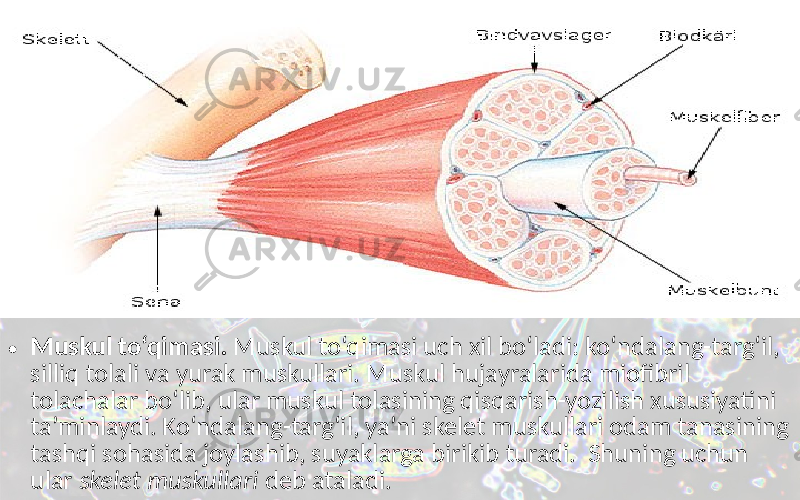 Skelett
Bindvävslager
Blodkärl
ARXIV.UZ
Muskelfiber
ARXIV.UZ
Muskelbunt
Sena
• Muskul to‘qimasi. Muskul to‘qimasi uch xil bo‘ladi: ko‘ndalang-targ‘il,
silliq tolali va yurak muskullari. Muskul hujayralarida miofibril
tolachalar bo‘lib, ular muskul tolasining qisqarish-yozilish xususiyatini
ta’minlaydi. Ko‘ndalang-targ‘il, ya’ni skelet muskullari odam tanasining
tashqi sohasida joylashib, suyaklarga birikib turadi. Shuning uchun
ular skelet muskullari deb ataladi.